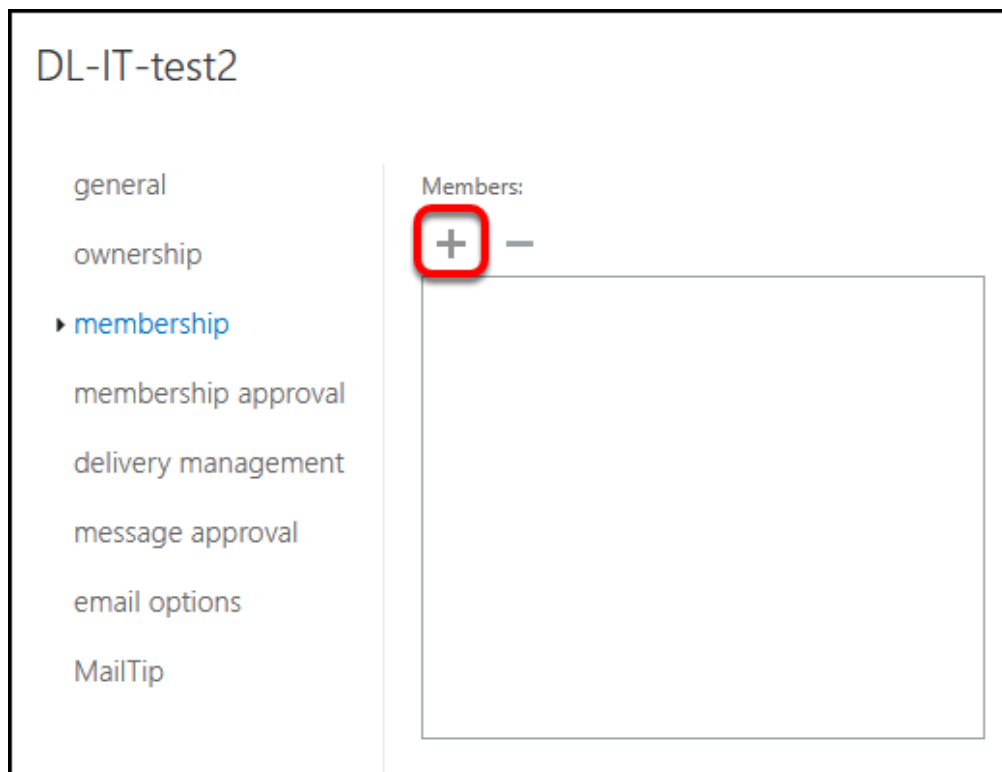 DL-IT-test2
general
ownership
membership
membership approval
delivery management
message approval
email options
MailTip
Members: